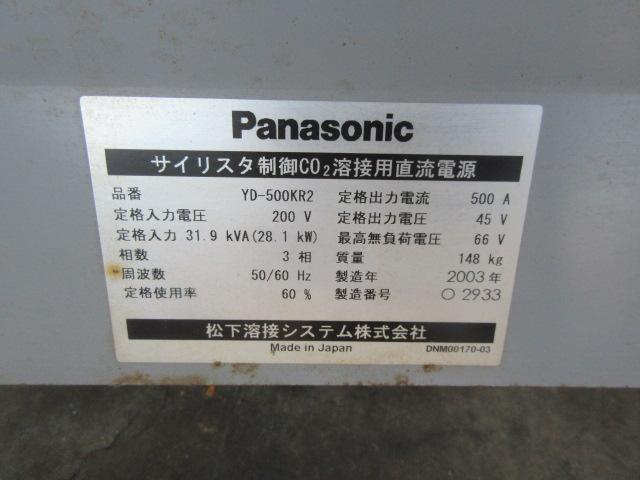 Panasonic
サイリスタ制御CO₂溶接用直流電源
品番 YD-500KR2 定格出力電流 500 A
定格入力電圧 200 V 定格出力電圧 45 V
定格入力 31.9 kVA(28.1 kW) 最高無負荷電圧 66 V
相数 3 相 質量 148 kg
周波数 50/60 Hz 製造年 2003 年
定格使用率 60 % 製造番号 O 2933
松下溶接システム株式会社
Made in Japan DNM00170-03